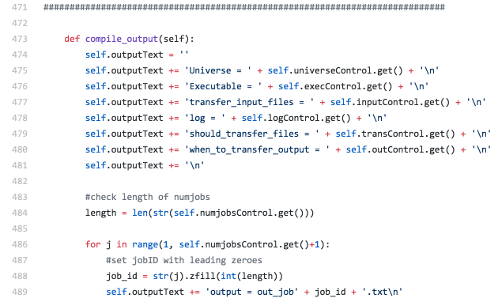 471 ################################################################################
472
473 def compile_output(self):
474 self.outputText = ''
475 self.outputText += 'Universe = ' + self.universeControl.get() + '\n'
476 self.outputText += 'Executable = ' + self.execControl.get() + '\n'
477 self.outputText += 'transfer_input_files = ' + self.inputControl.get() + '\n'
478 self.outputText += 'log = ' + self.logControl.get() + '\n'
479 self.outputText += 'should_transfer_files = ' + self.transControl.get() + '\n'
480 self.outputText += 'when_to_transfer_output = ' + self.outControl.get() + '\n'
481 self.outputText += '\n'
482
483 #check length of numjobs
484 length = len(str(self.numjobsControl.get()))
485
486 for j in range(1, self.numjobsControl.get()+1):
487 #set jobID with leading zeroes
488 job_id = str(j).zfill(int(length))
489 self.outputText += 'output = out_job' + job_id + '.txt\n'